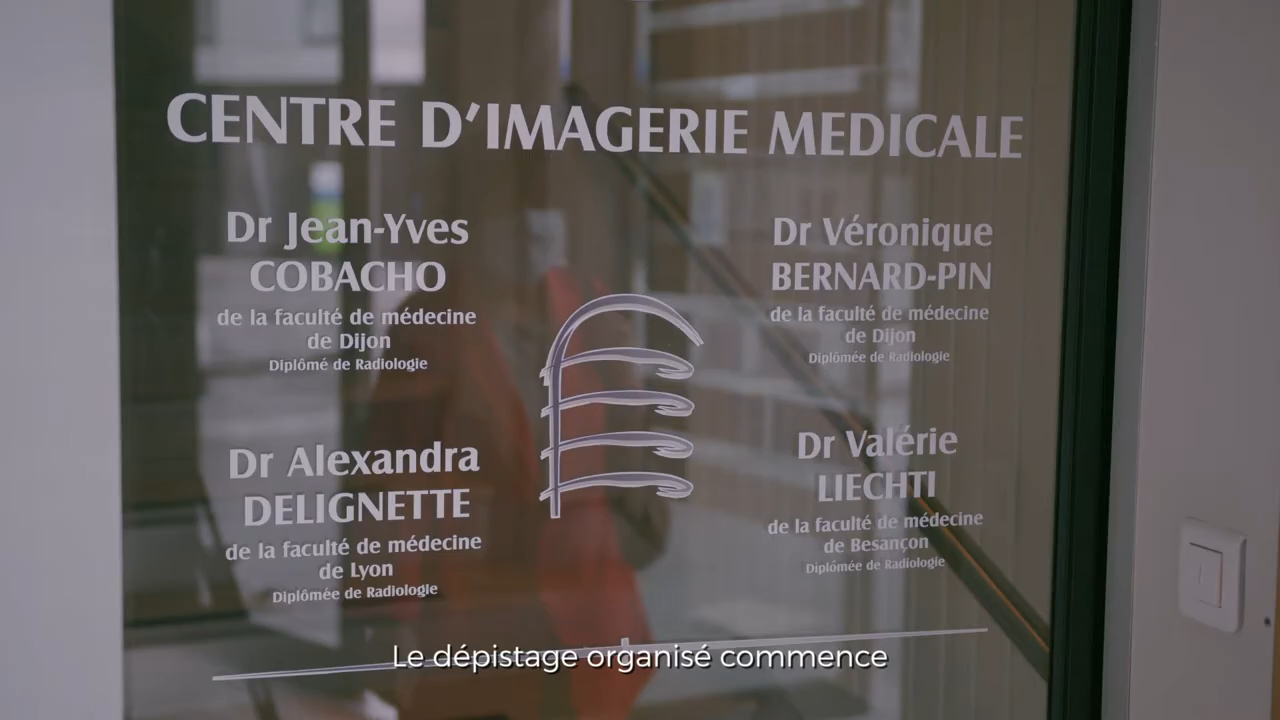 CENTRE D'IMAGERIE MEDICALE
Dr Jean-Yves
COBACHO
de la faculté de médecine
de Dijon
Diplômé de Radiologie
Dr Véronique
BERNARD-PIN
de la faculté de médecine
de Dijon
Diplômée de Radiologie
Dr Alexandra
DELIGNETTE
de la faculté de médecine
de Lyon
Diplômée de Radiologie
Dr Valérie
LIECHTI
de la faculté de médecine
de Besançon
Diplômée de Radiologie
Le dépistage organisé commence